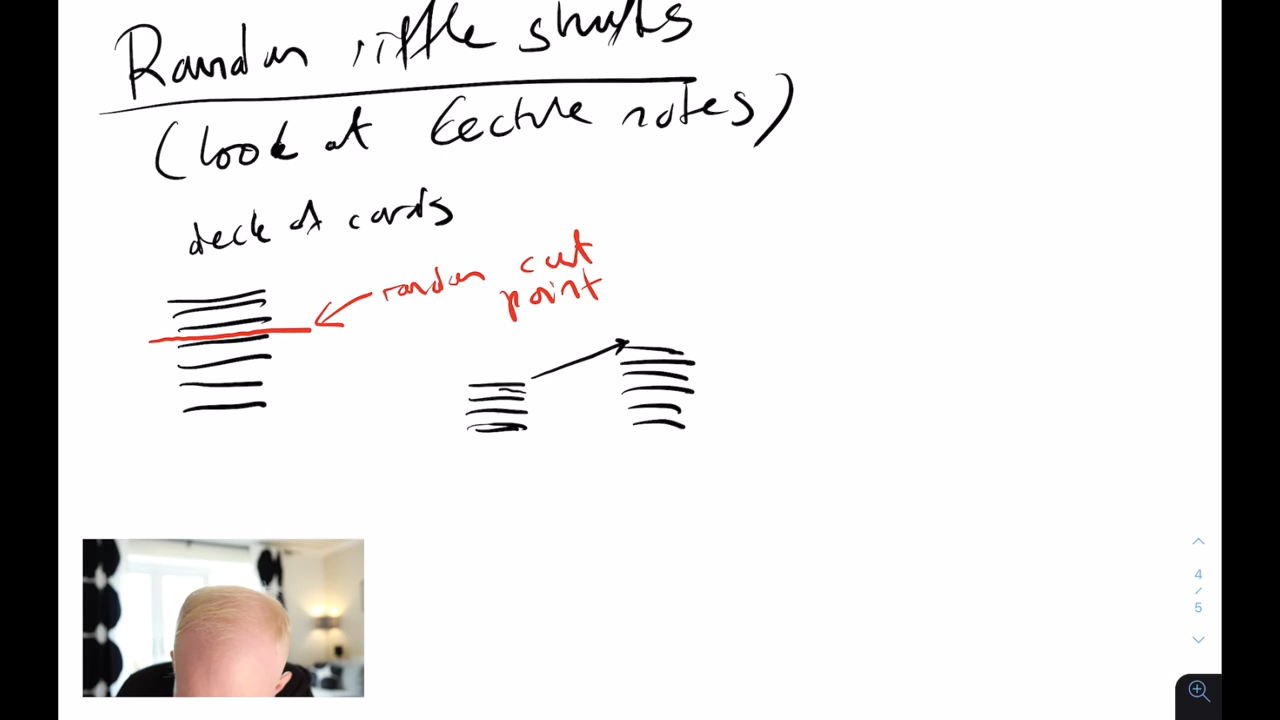 Random riffle shuffles
(look at lecture notes)
deck of cards
random cut
point
4
/
5